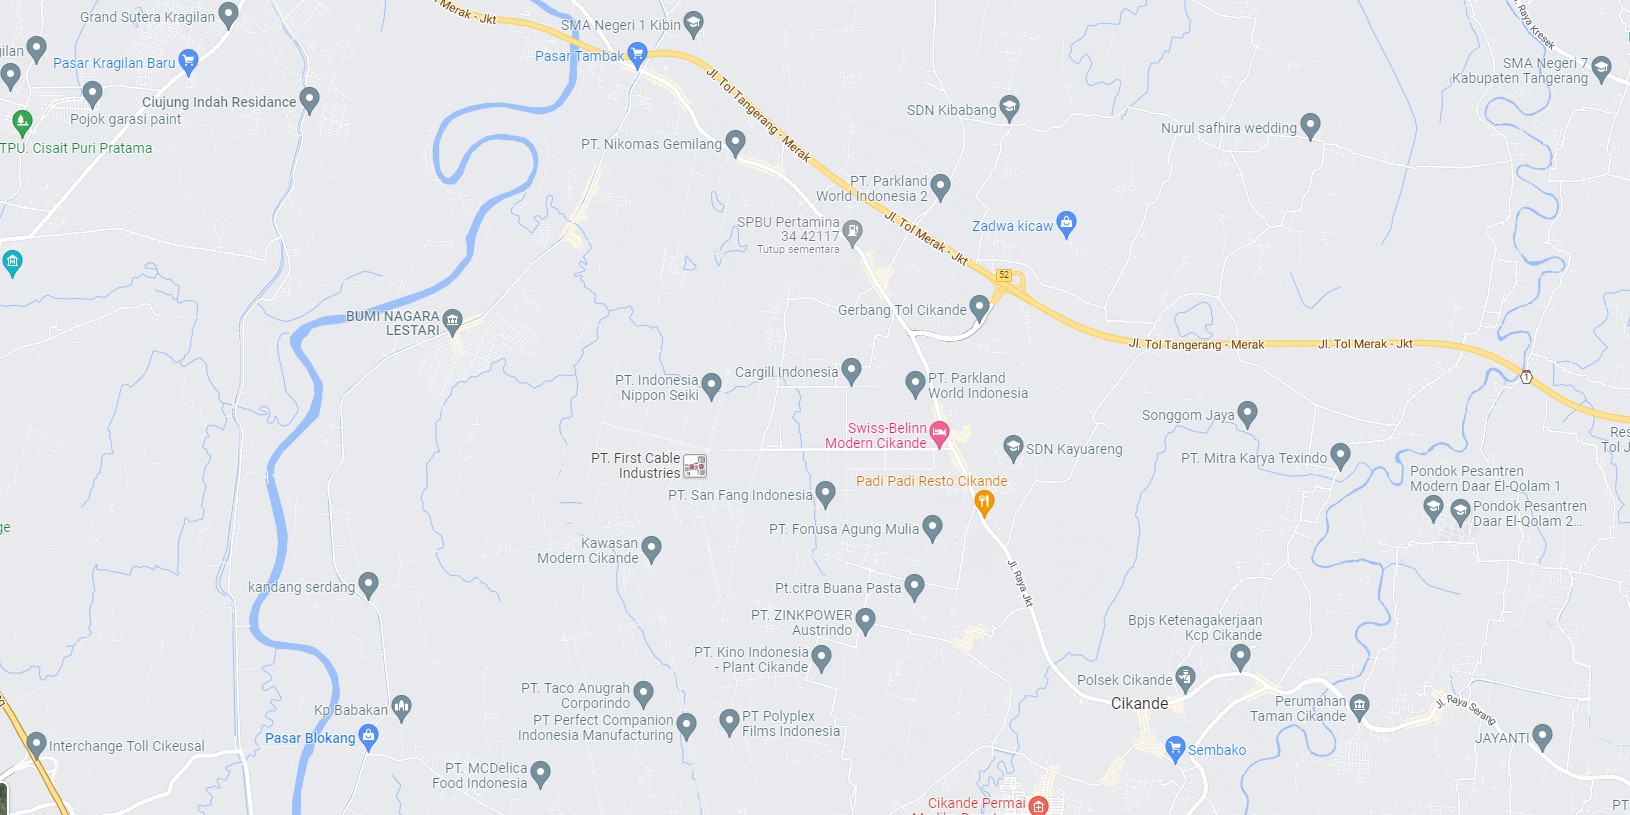 Merak - Jkt
Grand Sutera Kragilan
SMA Negeri 1 Kibin
Jl. Raya Kresek
gilan
Pasar Kragilan Baru
Pasar Tambak
SMA Negeri 7
Kabupaten Tangerang
Ciujung Indah Residance
Pojok garasi paint
Jl. Tol Tangerang - Merak
SDN Kibabang
Nurul safhira wedding
TPU. Cisait Puri Pratama
PT. Nikomas Gemilang
PT. Parkland
World Indonesia 2
SPBU Pertamina
34 42117
Tutup sementara
Jl. Tol Merak - Jkt
Zadwa kicaw
52
BUMI NAGARA
LESTARI
Gerbang Tol Cikande
Jl. Tol Tangerang - Merak
Jl. Tol Merak - Jkt
1
PT. Indonesia
Nippon Seiki
Cargill Indonesia
PT. Parkland
World Indonesia
Songgom Jaya
Swiss-Belinn
Modern Cikande
Res
Tol J
PT. First Cable
Industries
SDN Kayuareng
PT. Mitra Karya Texindo
PT. San Fang Indonesia
Padi Padi Resto Cikande
Pondok Pesantren
Modern Daar El-Qolam 1
Pondok Pesantren
Daar El-Qolam 2...
ge
PT. Fonusa Agung Mulia
Kawasan
Modern Cikande
Jl. Raya Jkt
kandang serdang
Pt.citra Buana Pasta
PT. ZINKPOWER
Austrindo
Bpjs Ketenagakerjaan
Kcp Cikande
PT. Kino Indonesia
- Plant Cikande
Polsek Cikande
Cikande
PT. Taco Anugrah
Corporindo
Kp Babakan
Perumahan
Taman Cikande
Jl. Raya Serang
PT Perfect Companion
Indonesia Manufacturing
PT Polyplex
Films Indonesia
Interchange Toll Cikeusal
Pasar Blokang
Sembako
JAYANTI
PT. MCDelica
Food Indonesia
Cikande Permai
PT